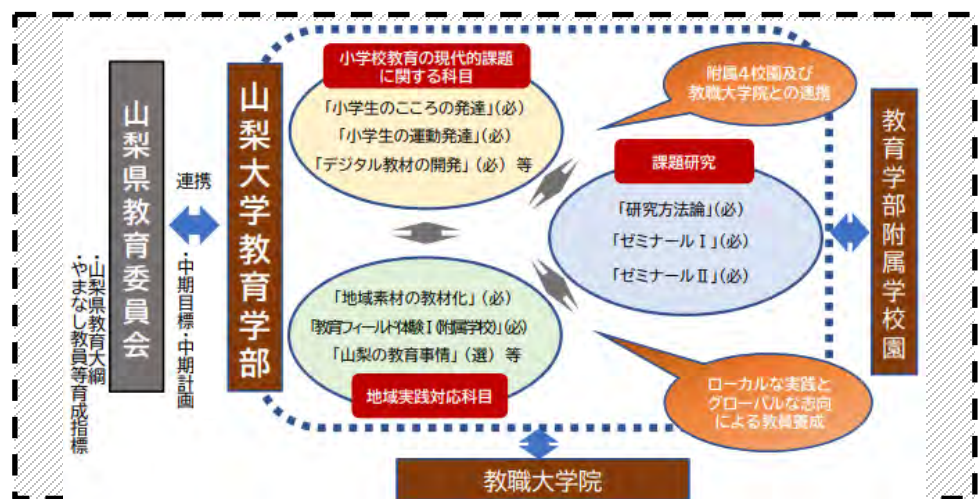 山梨県教育委員会
・山梨県教育大綱
・やまなし教員等育成指標
連携
・中期目標・中期計画
山梨大学教育学部
小学校教育の現代的課題
に関する科目
「小学生のこころの発達」(必)
「小学生の運動発達」(必)
「デジタル教材の開発」(必) 等
附属4校園及び
教職大学院との連携
課題研究
「研究方法論」(必)
「ゼミナールⅠ」(必)
「ゼミナールⅡ」(必)
「地域素材の教材化」(必)
「教育フィールド体験Ⅰ(附属学校)」(必)
「山梨の教育事情」(選) 等
地域実践対応科目
ローカルな実践と
グローバルな志向
による教員養成
教育学部附属学校園
教職大学院